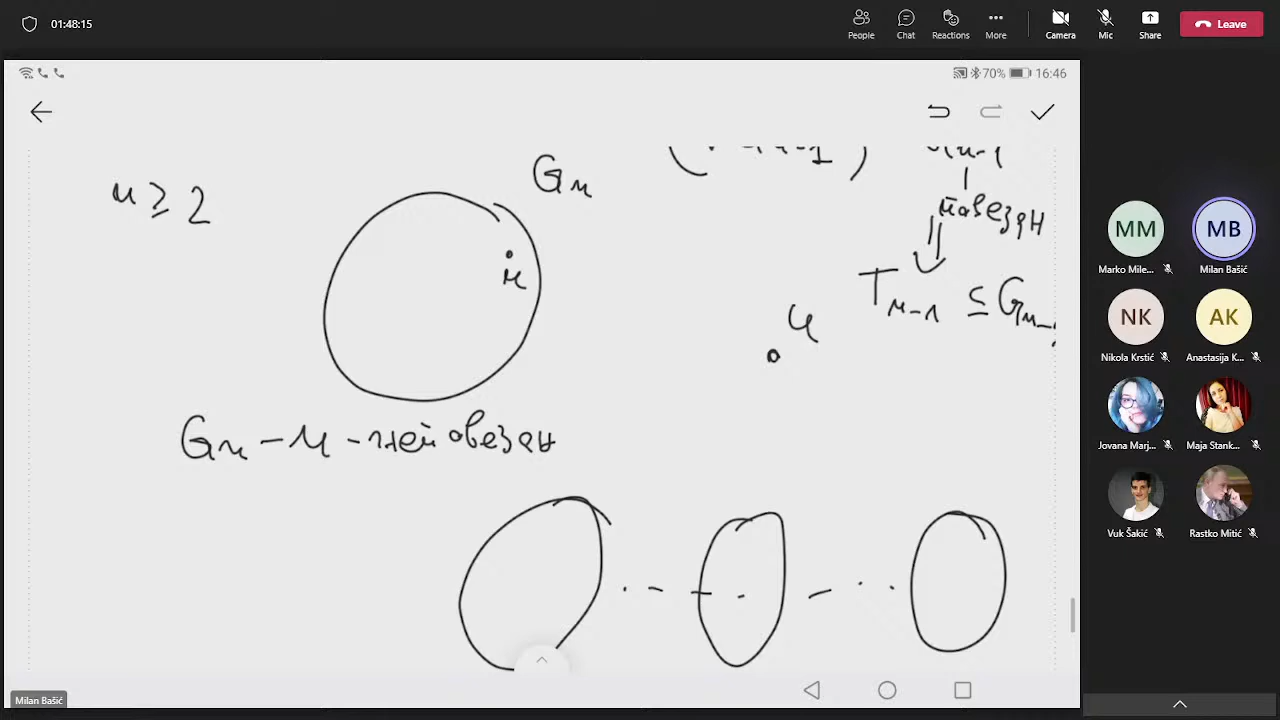 01:48:15
People Chat Reactions More Camera Mic Share Leave
70% 16:46
n ≥ 2
Gn
n
повезан
Tn-1 ⊆ Gn-
Gn - n - неповезан
Marko Mile...
MB
Milan Bašić
MM
NK
Nikola Krstić
AK
Anastasija K...
Jovana Marj...
Maja Stank...
Vuk Šakić
Rastko Mitić
Milan Bašić